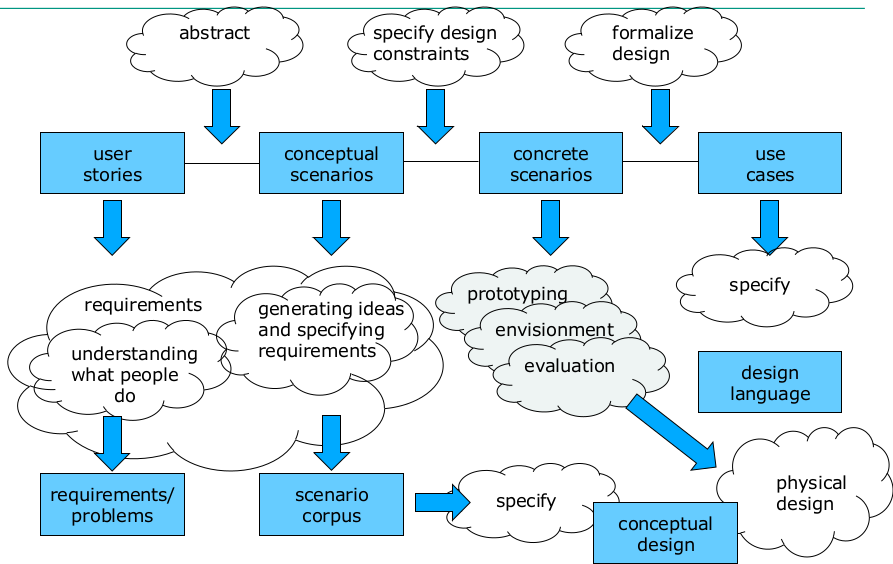 abstract
specify design
constraints
formalize
design
user
stories
conceptual
scenarios
concrete
scenarios
use
cases
requirements
understanding
what people
do
generating ideas
and specifying
requirements
prototyping
envisionment
evaluation
specify
design
language
requirements/
problems
scenario
corpus
specify
conceptual
design
physical
design